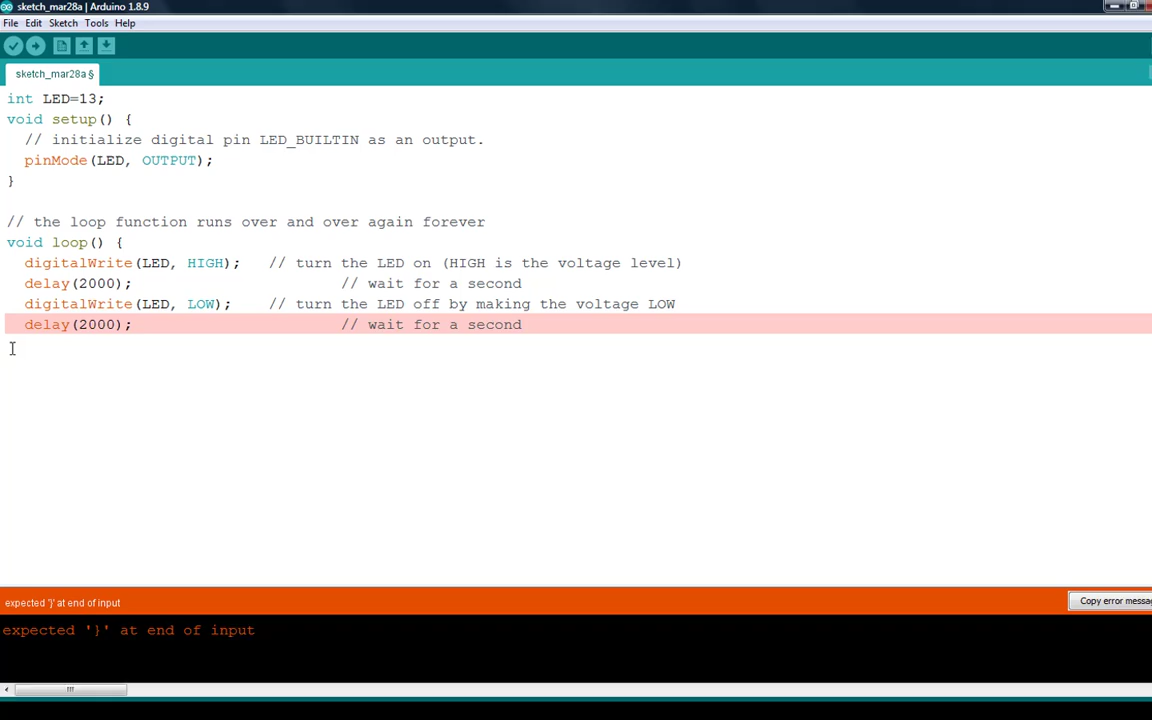 sketch_mar28a | Arduino 1.8.9
File Edit Sketch Tools Help
sketch_mar28a §
int LED=13;
void setup() {
  // initialize digital pin LED_BUILTIN as an output.
  pinMode(LED, OUTPUT);
}
// the loop function runs over and over again forever
void loop() {
  digitalWrite(LED, HIGH);   // turn the LED on (HIGH is the voltage level)
  delay(2000);                       // wait for a second
  digitalWrite(LED, LOW);    // turn the LED off by making the voltage LOW
  delay(2000);                       // wait for a second
expected '}' at end of input
Copy error messag
expected '}' at end of input